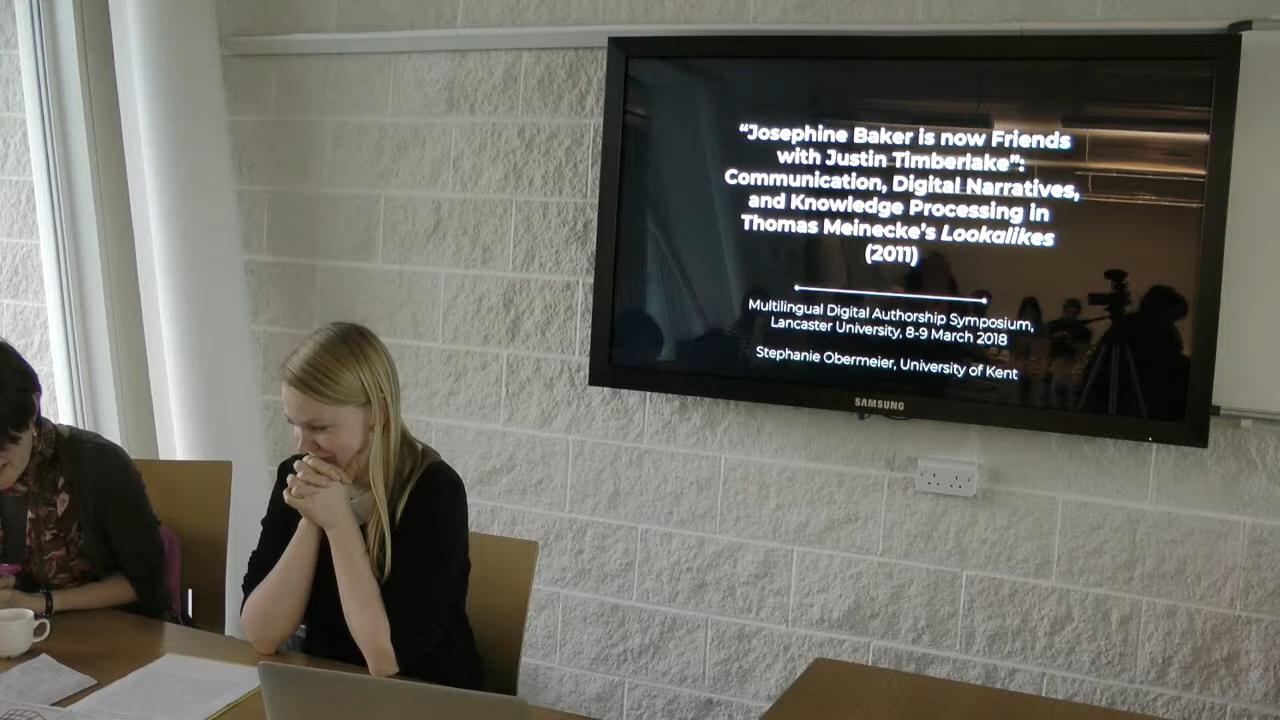 “Josephine Baker is now Friends
with Justin Timberlake”:
Communication, Digital Narratives,
and Knowledge Processing in
Thomas Meinecke’s Lookalikes
(2011)
Multilingual Digital Authorship Symposium,
Lancaster University, 8-9 March 2018
Stephanie Obermeier, University of Kent
SAMSUNG